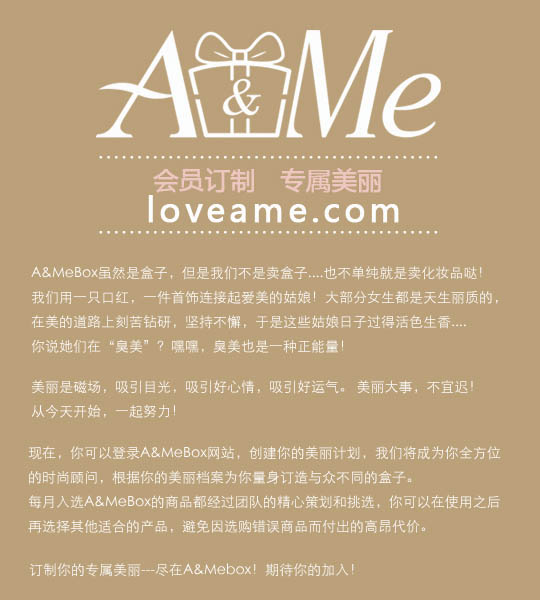 A&Me
会员订制 专属美丽
loveame.com
A&MeBox虽然是盒子，但是我们不是卖盒子....也不单纯就是卖化妆品哒！
我们用一只口红，一件首饰连接起爱美的姑娘！大部分女生都是天生丽质的，
在美的道路上刻苦钻研，坚持不懈，于是这些姑娘日子过得活色生香....
你说她们在“臭美”？嘿嘿，臭美也是一种正能量！
美丽是磁场，吸引目光，吸引好心情，吸引好运气。 美丽大事，不宜迟！
从今天开始，一起努力！
现在，你可以登录A&MeBox网站，创建你的美丽计划，我们将成为你全方位
的时尚顾问，根据你的美丽档案为你量身订造与众不同的盒子。
每月入选A&MeBox的商品都经过团队的精心策划和挑选，你可以在使用之后
再选择其他适合的产品，避免因选购错误商品而付出的高昂代价。
订制你的专属美丽---尽在A&Mebox！期待你的加入！